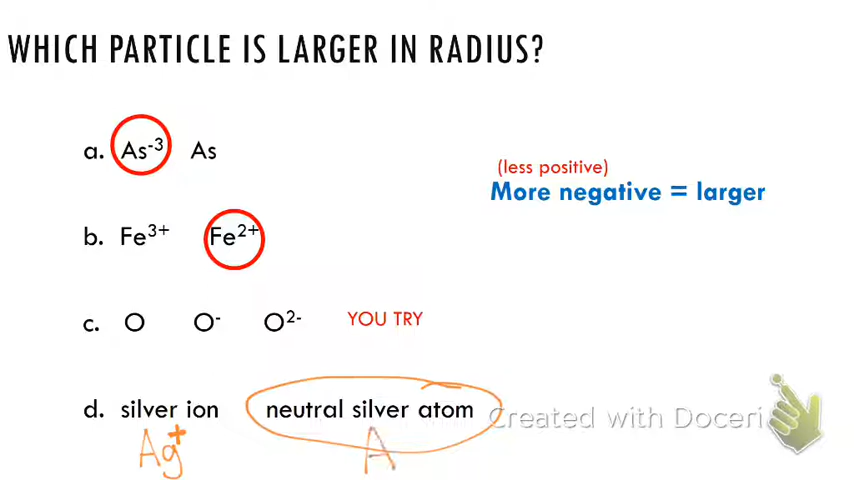 WHICH PARTICLE IS LARGER IN RADIUS?
a. As⁻³ As
(less positive)
More negative = larger
b. Fe³⁺ Fe²⁺
c. O O⁻ O²⁻ YOU TRY
d. silver ion neutral silver atom
Created with Doceri
Ag⁺ A